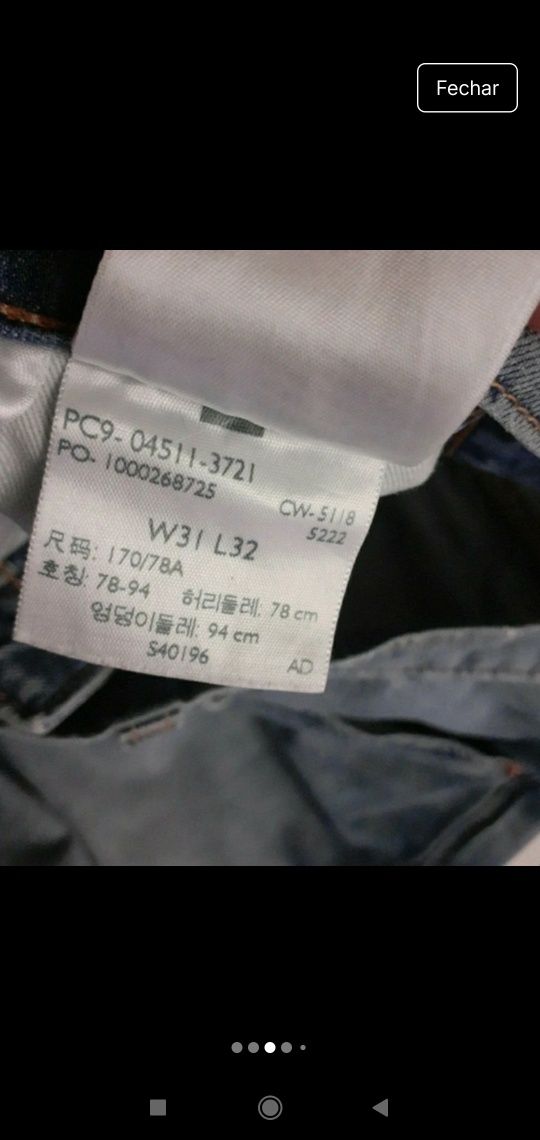 Fechar
PC9- 04511-3721
PO- 1000268725
CW- 5118
5222
W31 L32
尺码: 170/78A
호칭: 78-94 허리둘레: 78 cm
엉덩이둘레: 94 cm
S40196 AD